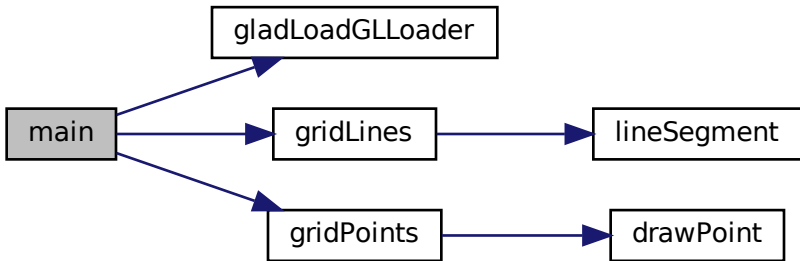 gladLoadGLLoader
main
gridLines
lineSegment
gridPoints
drawPoint